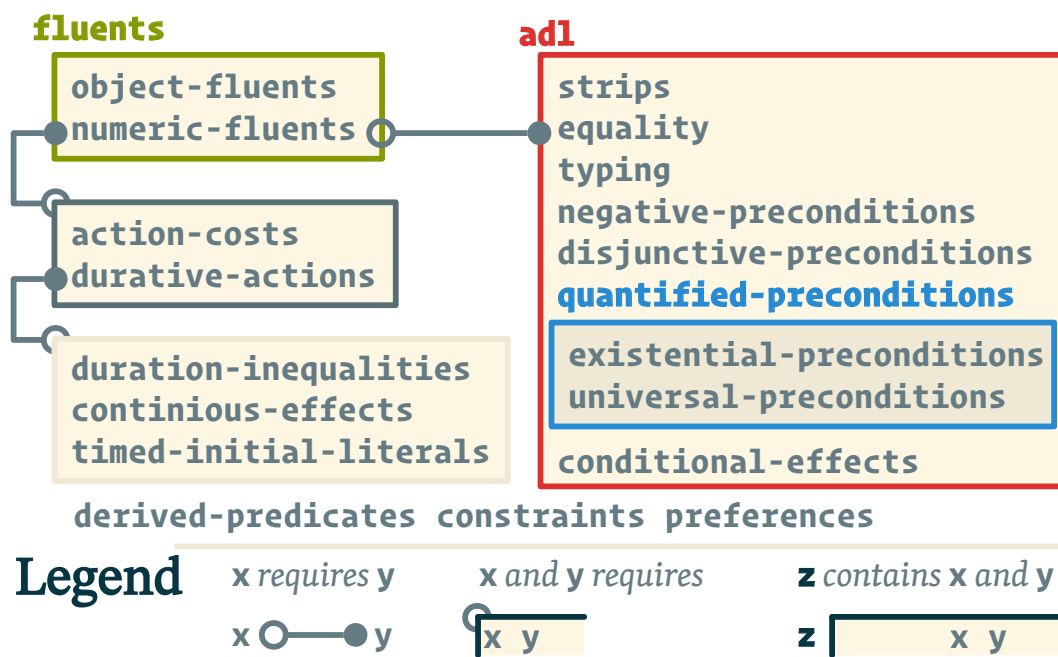 fluents
object-fluents
numeric-fluents
action-costs
durative-actions
duration-inequalities
continious-effects
timed-initial-literals
adl
strips
equality
typing
negative-preconditions
disjunctive-preconditions
quantified-preconditions
existential-preconditions
universal-preconditions
conditional-effects
derived-predicates constraints preferences
Legend
x requires y
x y
x and y requires
x y
z contains x and y
z x y